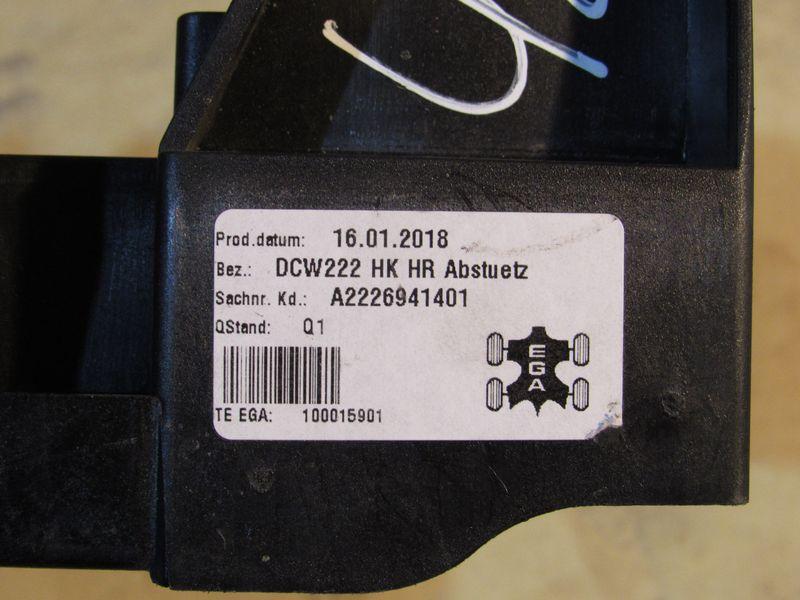 Prod.datum: 16.01.2018
Bez.: DCW222 HK HR Abstuetz
Sachnr. Kd.: A2226941401
QStand: Q1
EGA
TE EGA: 100015901